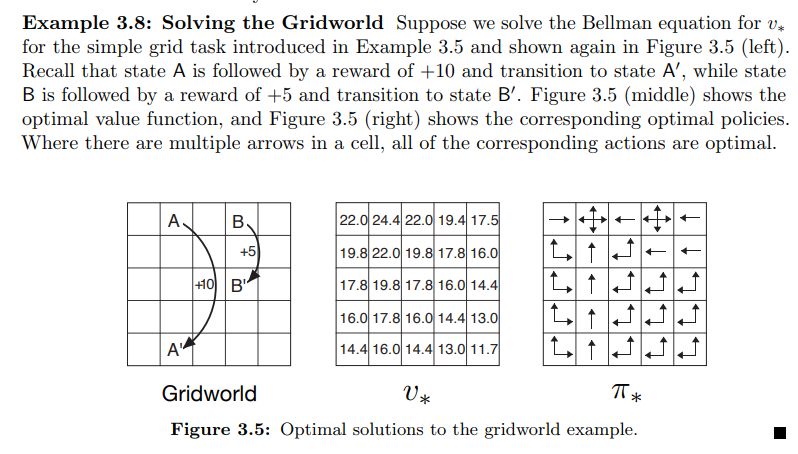 Example 3.8: Solving the Gridworld Suppose we solve the Bellman equation for v∗
for the simple grid task introduced in Example 3.5 and shown again in Figure 3.5 (left).
Recall that state A is followed by a reward of +10 and transition to state A′, while state
B is followed by a reward of +5 and transition to state B′. Figure 3.5 (middle) shows the
optimal value function, and Figure 3.5 (right) shows the corresponding optimal policies.
Where there are multiple arrows in a cell, all of the corresponding actions are optimal.
A B
+5
+10 B'
A'
Gridworld
22.0 24.4 22.0 19.4 17.5
19.8 22.0 19.8 17.8 16.0
17.8 19.8 17.8 16.0 14.4
16.0 17.8 16.0 14.4 13.0
14.4 16.0 14.4 13.0 11.7
v∗
π∗
Figure 3.5: Optimal solutions to the gridworld example.